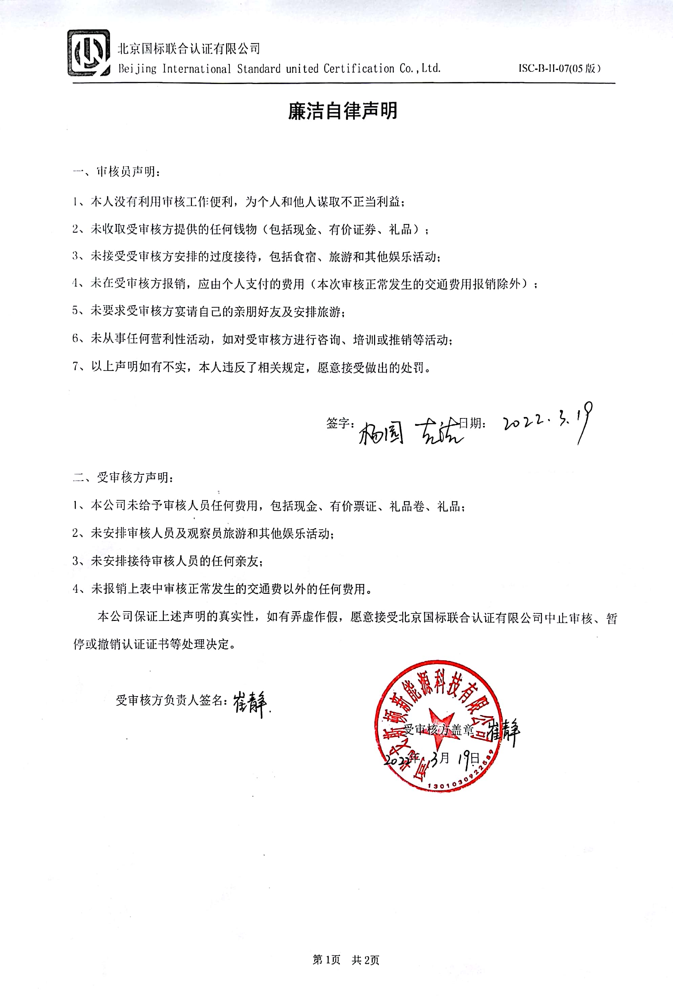 北京国标联合认证有限公司
Beijing International Standard united Certification Co.,Ltd.
ISC-B-II-07(05版)
廉洁自律声明
一、审核员声明:
1、本人没有利用审核工作便利，为个人和他人谋取不正当利益;
2、未收取受审核方提供的任何钱物（包括现金、有价证券、礼品）;
3、未接受受审核方安排的过度接待，包括食宿、旅游和其他娱乐活动;
4、未在受审核方报销，应由个人支付的费用（本次审核正常发生的交通费用报销除外）;
5、未要求受审核方宴请自己的亲朋好友及安排旅游;
6、未从事任何营利性活动，如对受审核方进行咨询、培训或推销等活动;
7、以上声明如有不实，本人违反了相关规定，愿意接受做出的处罚。
签字: 杨园 日期: 2022.3.19
二、受审核方声明:
1、本公司未给予审核人员任何费用，包括现金、有价票证、礼品卷、礼品;
2、未安排审核人员及观察员旅游和其他娱乐活动;
3、未安排接待审核人员的任何亲友;
4、未报销上表中审核正常发生的交通费以外的任何费用。
本公司保证上述声明的真实性，如有弄虚作假，愿意接受北京国标联合认证有限公司中止审核、暂
停或撤销认证证书等处理决定。
受审核方负责人签名: 崔静.
新能源科技有限公司
受审核方盖章 崔静
2022年 3月 19日
1301030922689
第1页 共2页